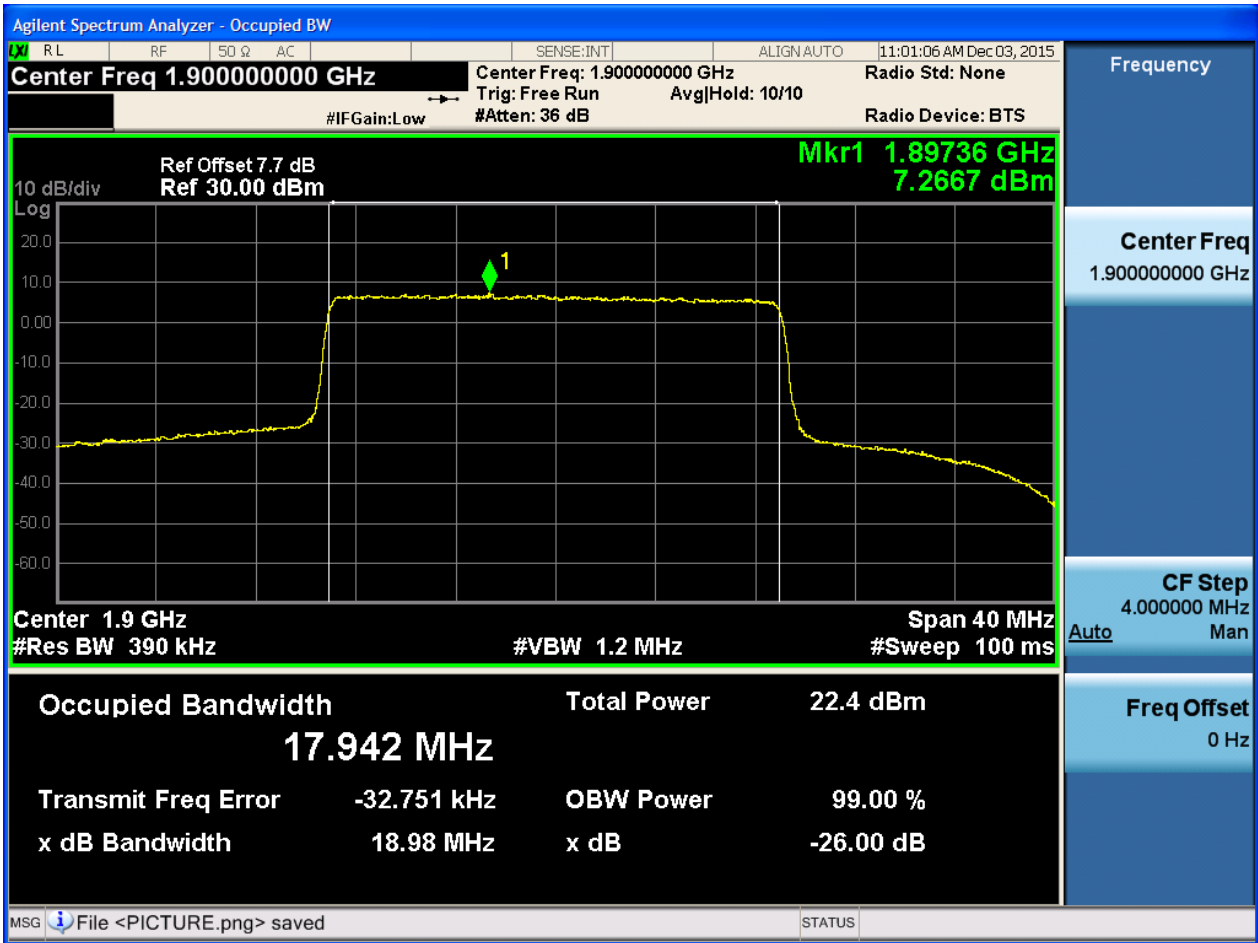 Agilent Spectrum Analyzer - Occupied BW
LXI RL RF 50 Ω AC SENSE:INT ALIGN AUTO 11:01:06 AM Dec 03, 2015
Center Freq 1.900000000 GHz
Center Freq: 1.900000000 GHz Radio Std: None
Trig: Free Run Avg|Hold: 10/10
#IFGain:Low #Atten: 36 dB Radio Device: BTS
Mkr1 1.89736 GHz
7.2667 dBm
Ref Offset 7.7 dB
10 dB/div Ref 30.00 dBm
Log
20.0
1
10.0
0.00
-10.0
-20.0
-30.0
-40.0
-50.0
-60.0
Center 1.9 GHz Span 40 MHz
#Res BW 390 kHz #VBW 1.2 MHz #Sweep 100 ms
Occupied Bandwidth Total Power 22.4 dBm
17.942 MHz
Transmit Freq Error -32.751 kHz OBW Power 99.00 %
x dB Bandwidth 18.98 MHz x dB -26.00 dB
Frequency
Center Freq
1.900000000 GHz
CF Step
4.000000 MHz
Auto Man
Freq Offset
0 Hz
MSG File <PICTURE.png> saved STATUS